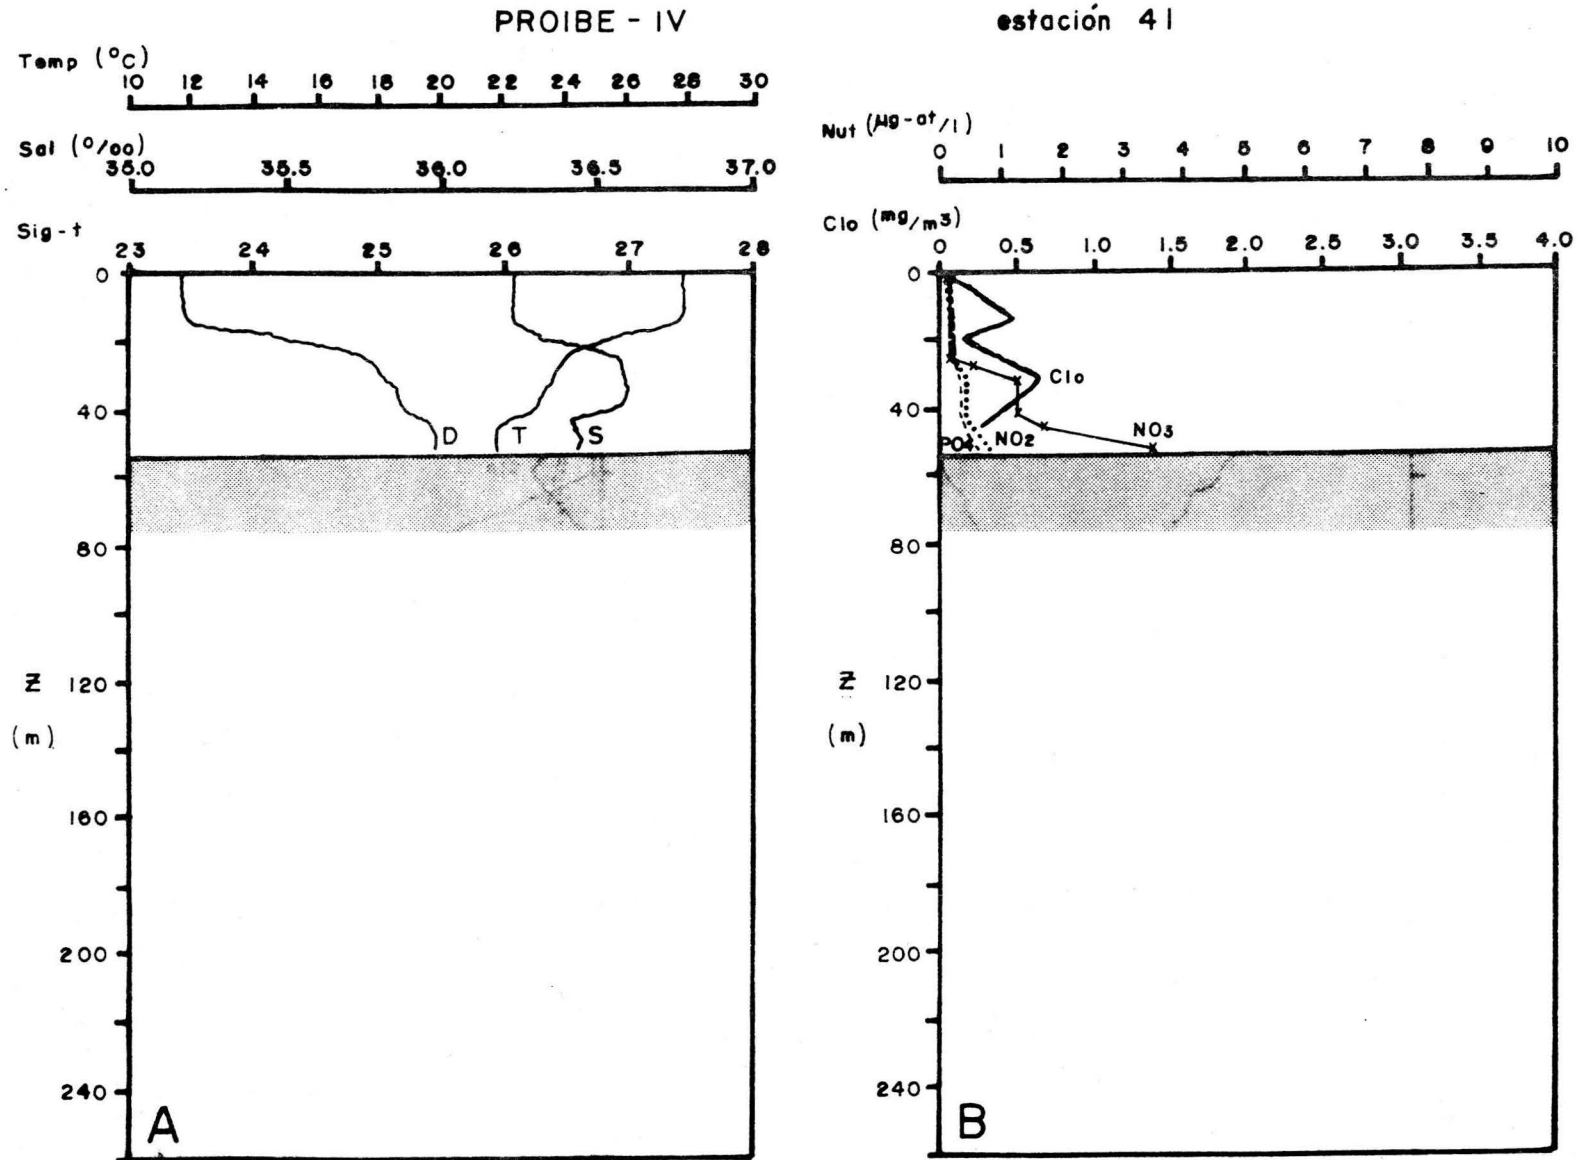 PROIBE - IV
estación 41
Temp (°C)
10 12 14 16 18 20 22 24 26 28 30
Sal (°/oo)
35.0 35.5 36.0 36.5 37.0
Sig-t
23 24 25 26 27 28
0
40
80
120
160
200
240
Z
(m)
D T S
A
Nut (µg-at/l)
0 1 2 3 4 5 6 7 8 9 10
Clo (mg/m3)
0 0.5 1.0 1.5 2.0 2.5 3.0 3.5 4.0
0
40
80
120
160
200
240
Z
(m)
Clo
PO4 NO2 NO3
B